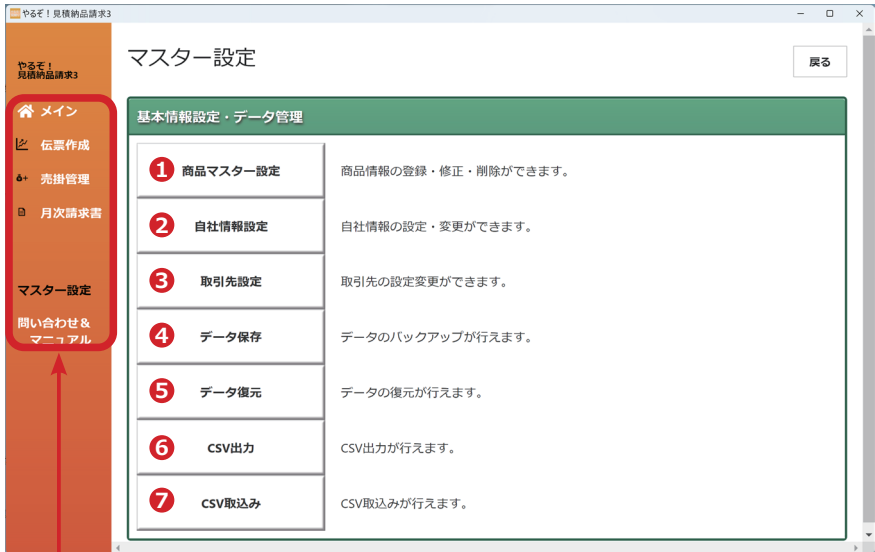 やるぞ！見積納品請求3
やるぞ！
見積納品請求3
メイン
伝票作成
売掛管理
月次請求書
マスター設定
問い合わせ＆
マニュアル
マスター設定
戻る
基本情報設定・データ管理
1 商品マスター設定 商品情報の登録・修正・削除ができます。
2 自社情報設定 自社情報の設定・変更ができます。
3 取引先設定 取引先の設定変更ができます。
4 データ保存 データのバックアップが行えます。
5 データ復元 データの復元が行えます。
6 CSV出力 CSV出力が行えます。
7 CSV取込み CSV取込みが行えます。